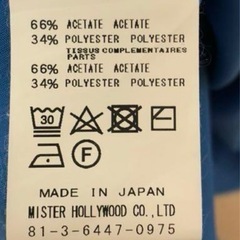 66% ACETATE ACETATE
34% POLYESTER POLYESTER
TISSUS COMPLEMENTAIRES
PARTS
66% ACETATE ACETATE
34% POLYESTER POLYESTER
30
F
MADE IN JAPAN
MISTER HOLLYWOOD CO.,LTD
81-3-6447-0975